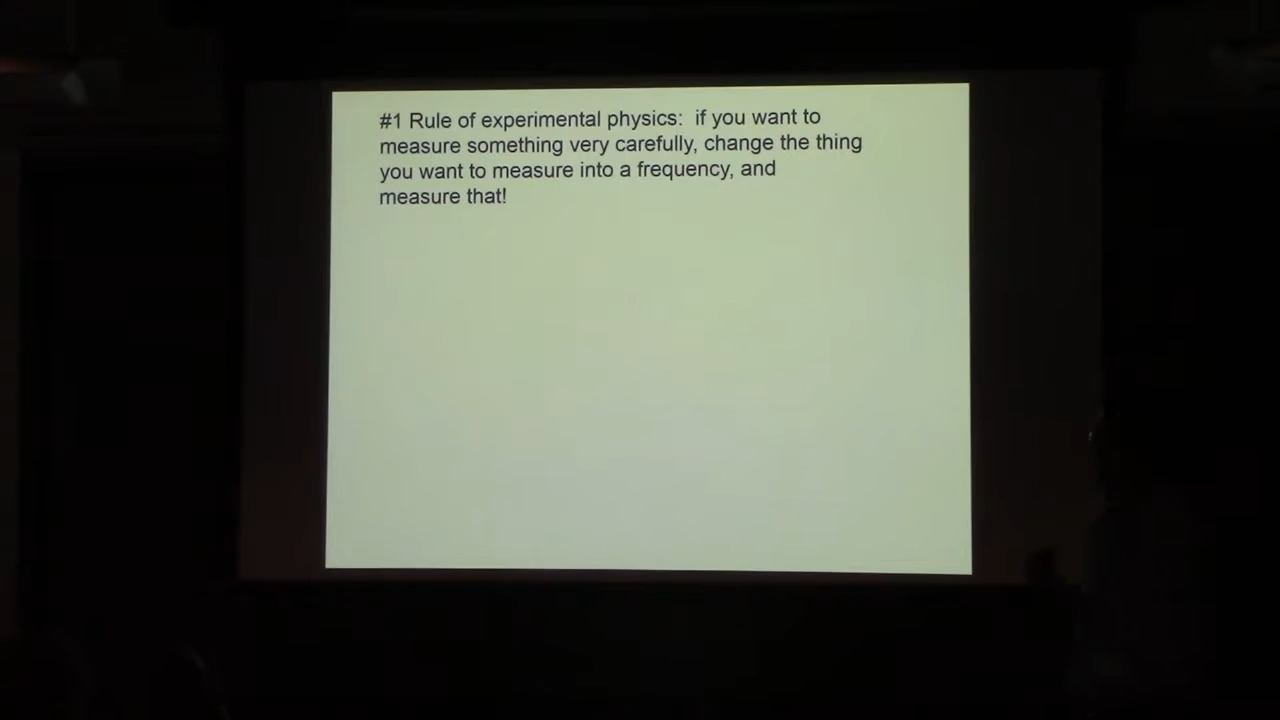 #1 Rule of experimental physics:  if you want to
measure something very carefully, change the thing
you want to measure into a frequency, and
measure that!